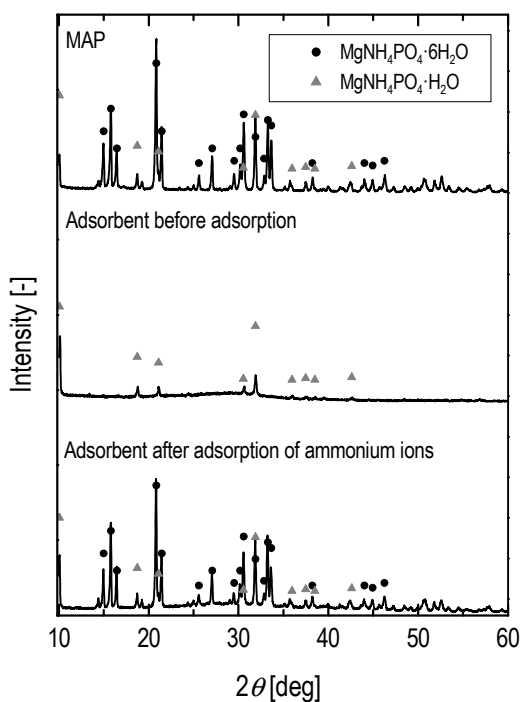 MAP
MgNH₄PO₄·6H₂O
MgNH₄PO₄·H₂O
Adsorbent before adsorption
Intensity [-]
Adsorbent after adsorption of ammonium ions
10 20 30 40 50 60
2θ [deg]